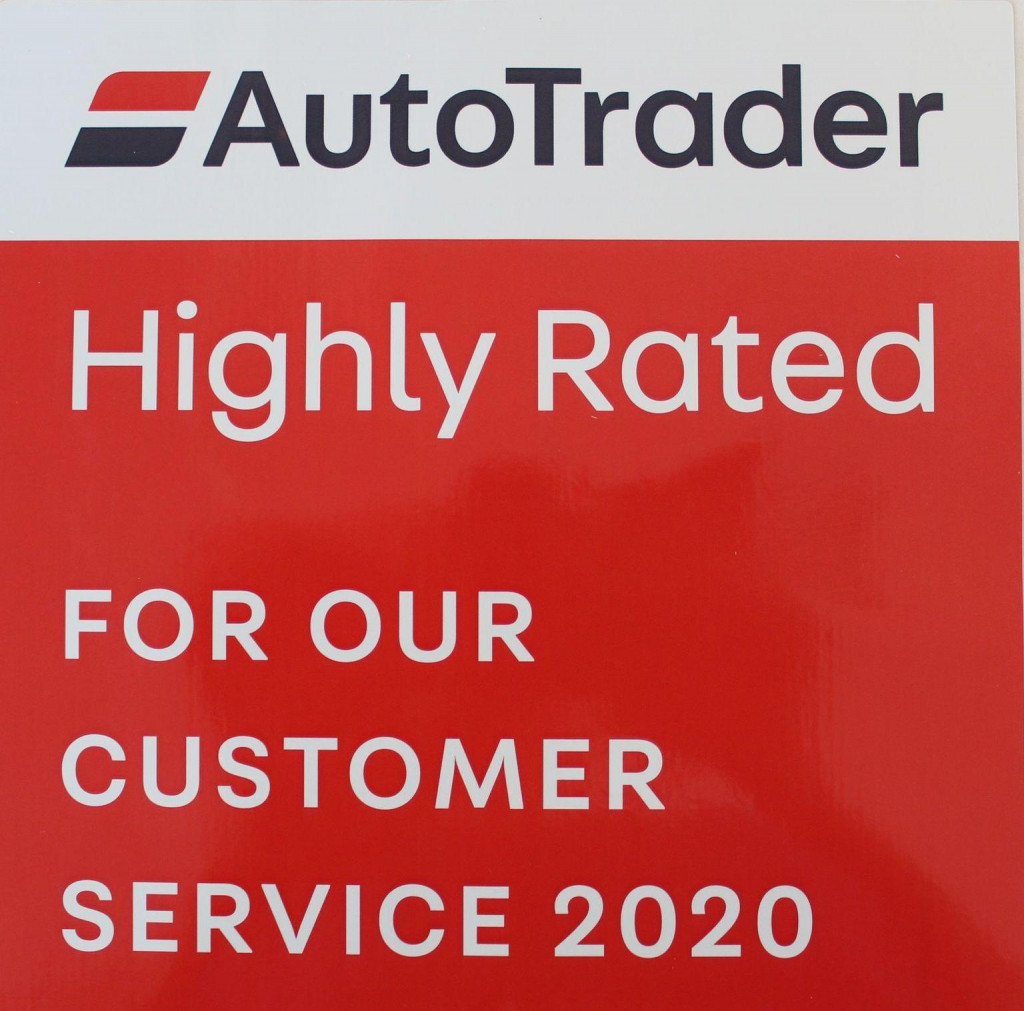 AutoTrader
Highly Rated
FOR OUR
CUSTOMER
SERVICE 2020